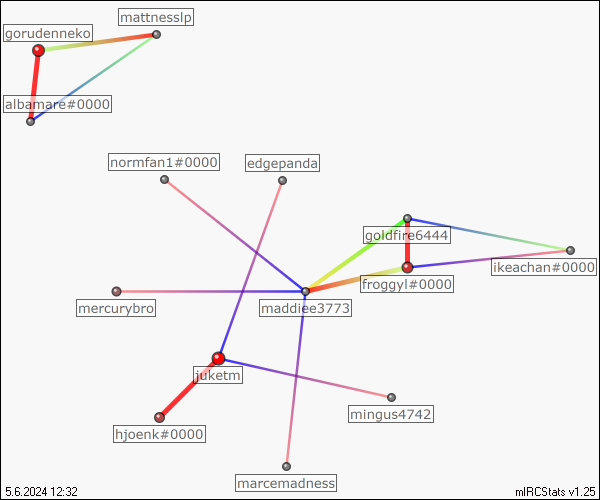 mattnesslp
gorudenneko
albamare#0000
normfan1#0000
edgepanda
goldfire6444
ikeachan#0000
froggyl#0000
mercurybro
maddiee3773
juketm
mingus4742
hjoenk#0000
marcemadness
5.6.2024 12:32
mIRCStats v1.25